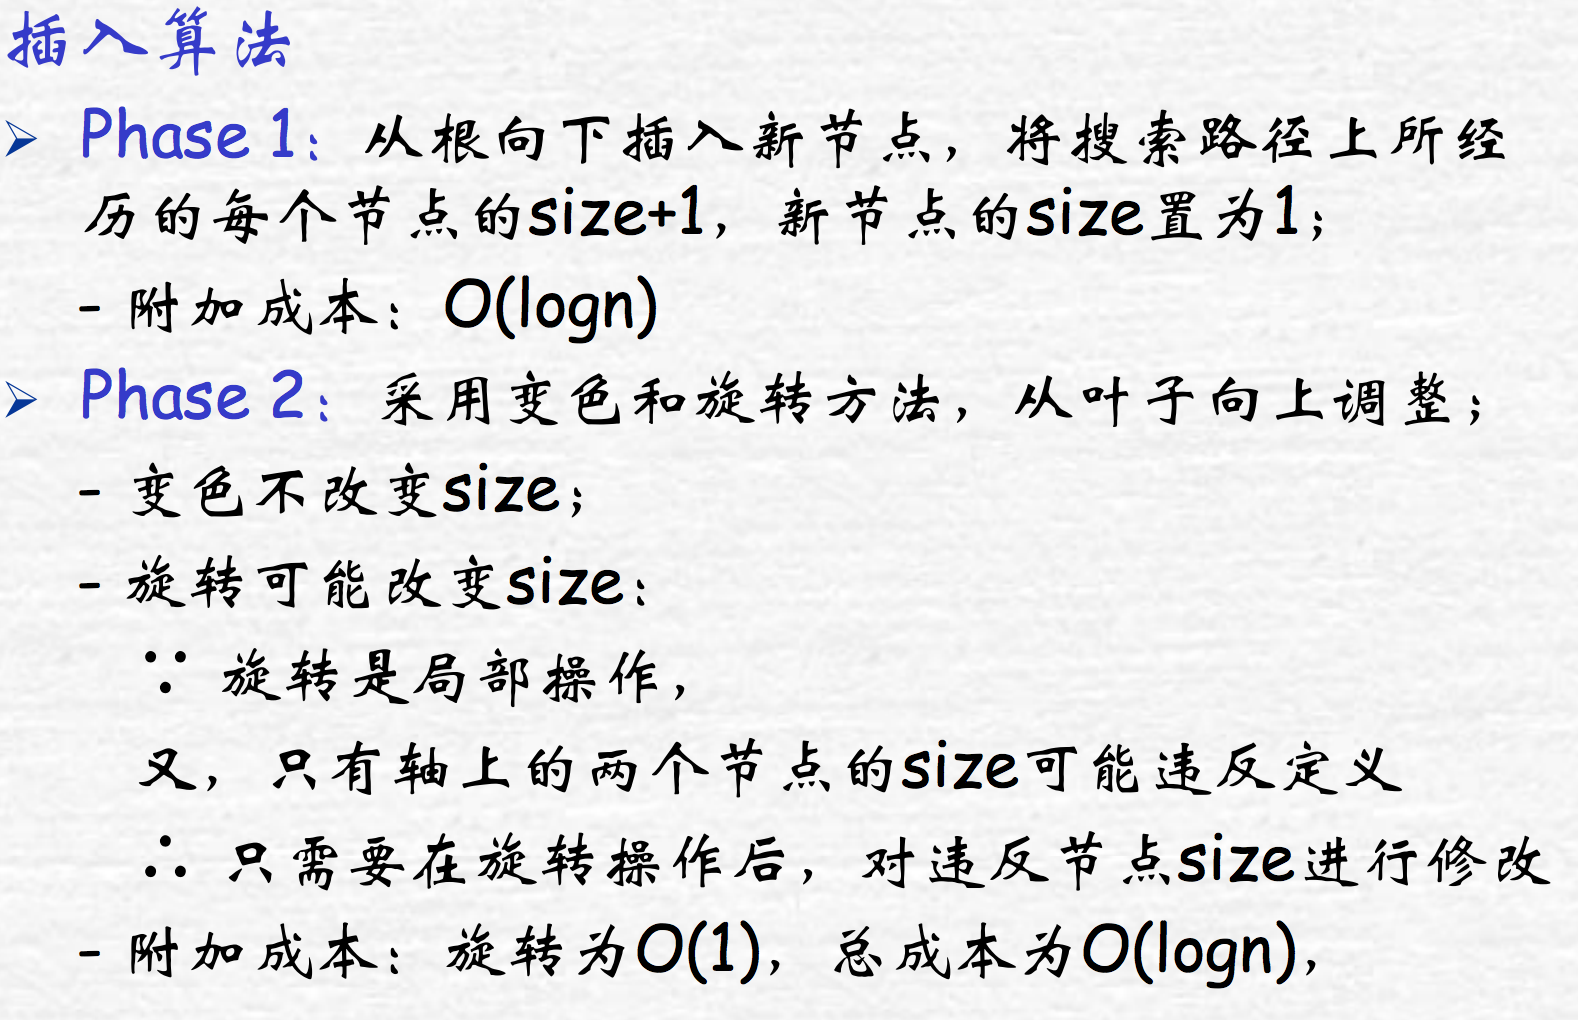 插入算法
Phase 1：从根向下插入新节点，将搜索路径上所经
历的每个节点的size+1，新节点的size置为1；
- 附加成本：O(logn)
Phase 2：采用变色和旋转方法，从叶子向上调整；
- 变色不改变size；
- 旋转可能改变size：
∵ 旋转是局部操作，
又，只有轴上的两个节点的size可能违反定义
∴ 只需要在旋转操作后，对违反节点size进行修改
- 附加成本：旋转为O(1)，总成本为O(logn)，